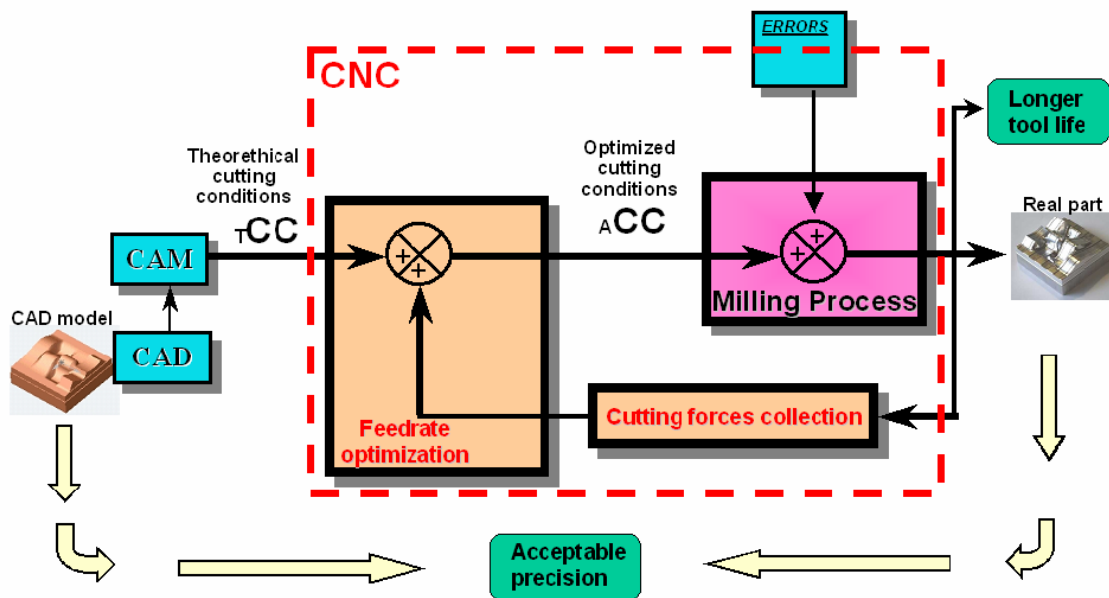 ERRORS
CNC
Longer
tool life
Theorethical
cutting
conditions
TCC
Optimized
cutting
conditions
ACC
Real part
CAM
CAD model
CAD
+
+
+
+
Milling Process
Feedrate
optimization
Cutting forces collection
Acceptable
precision